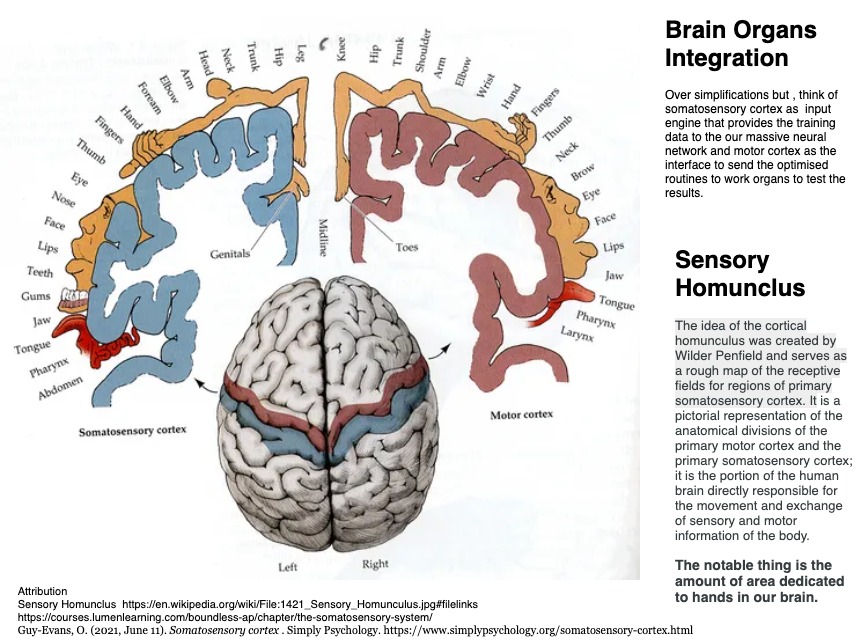 Brain Organs
Integration
Over simplifications but , think of
somatosensory cortex as input
engine that provides the training
data to the our massive neural
network and motor cortex as the
interface to send the optimised
routines to work organs to test the
results.
Sensory
Homunclus
The idea of the cortical
homunculus was created by
Wilder Penfield and serves as
a rough map of the receptive
fields for regions of primary
somatosensory cortex. It is a
pictorial representation of the
anatomical divisions of the
primary motor cortex and the
primary somatosensory cortex;
it is the portion of the human
brain directly responsible for
the movement and exchange
of sensory and motor
information of the body.
The notable thing is the
amount of area dedicated
to hands in our brain.
Leg
Hip
Trunk
Neck
Head
Arm
Elbow
Foream
Hand
Fingers
Thumb
Eye
Nose
Face
Lips
Teeth
Gums
Jaw
Tongue
Pharynx
Abdomen
Genitals
Midline
Toes
Knee
Hip
Trunk
Shoulder
Arm
Elbow
Wrist
Hand
Fingers
Thumb
Neck
Brow
Eye
Face
Lips
Jaw
Tongue
Pharynx
Larynx
Somatosensory cortex
Motor cortex
Left
Right
Attribution
Sensory Homunclus https://en.wikipedia.org/wiki/File:1421_Sensory_Homunculus.jpg#filelinks
https://courses.lumenlearning.com/boundless-ap/chapter/the-somatosensory-system/
Guy-Evans, O. (2021, June 11). Somatosensory cortex . Simply Psychology. https://www.simplypsychology.org/somatosensory-cortex.html